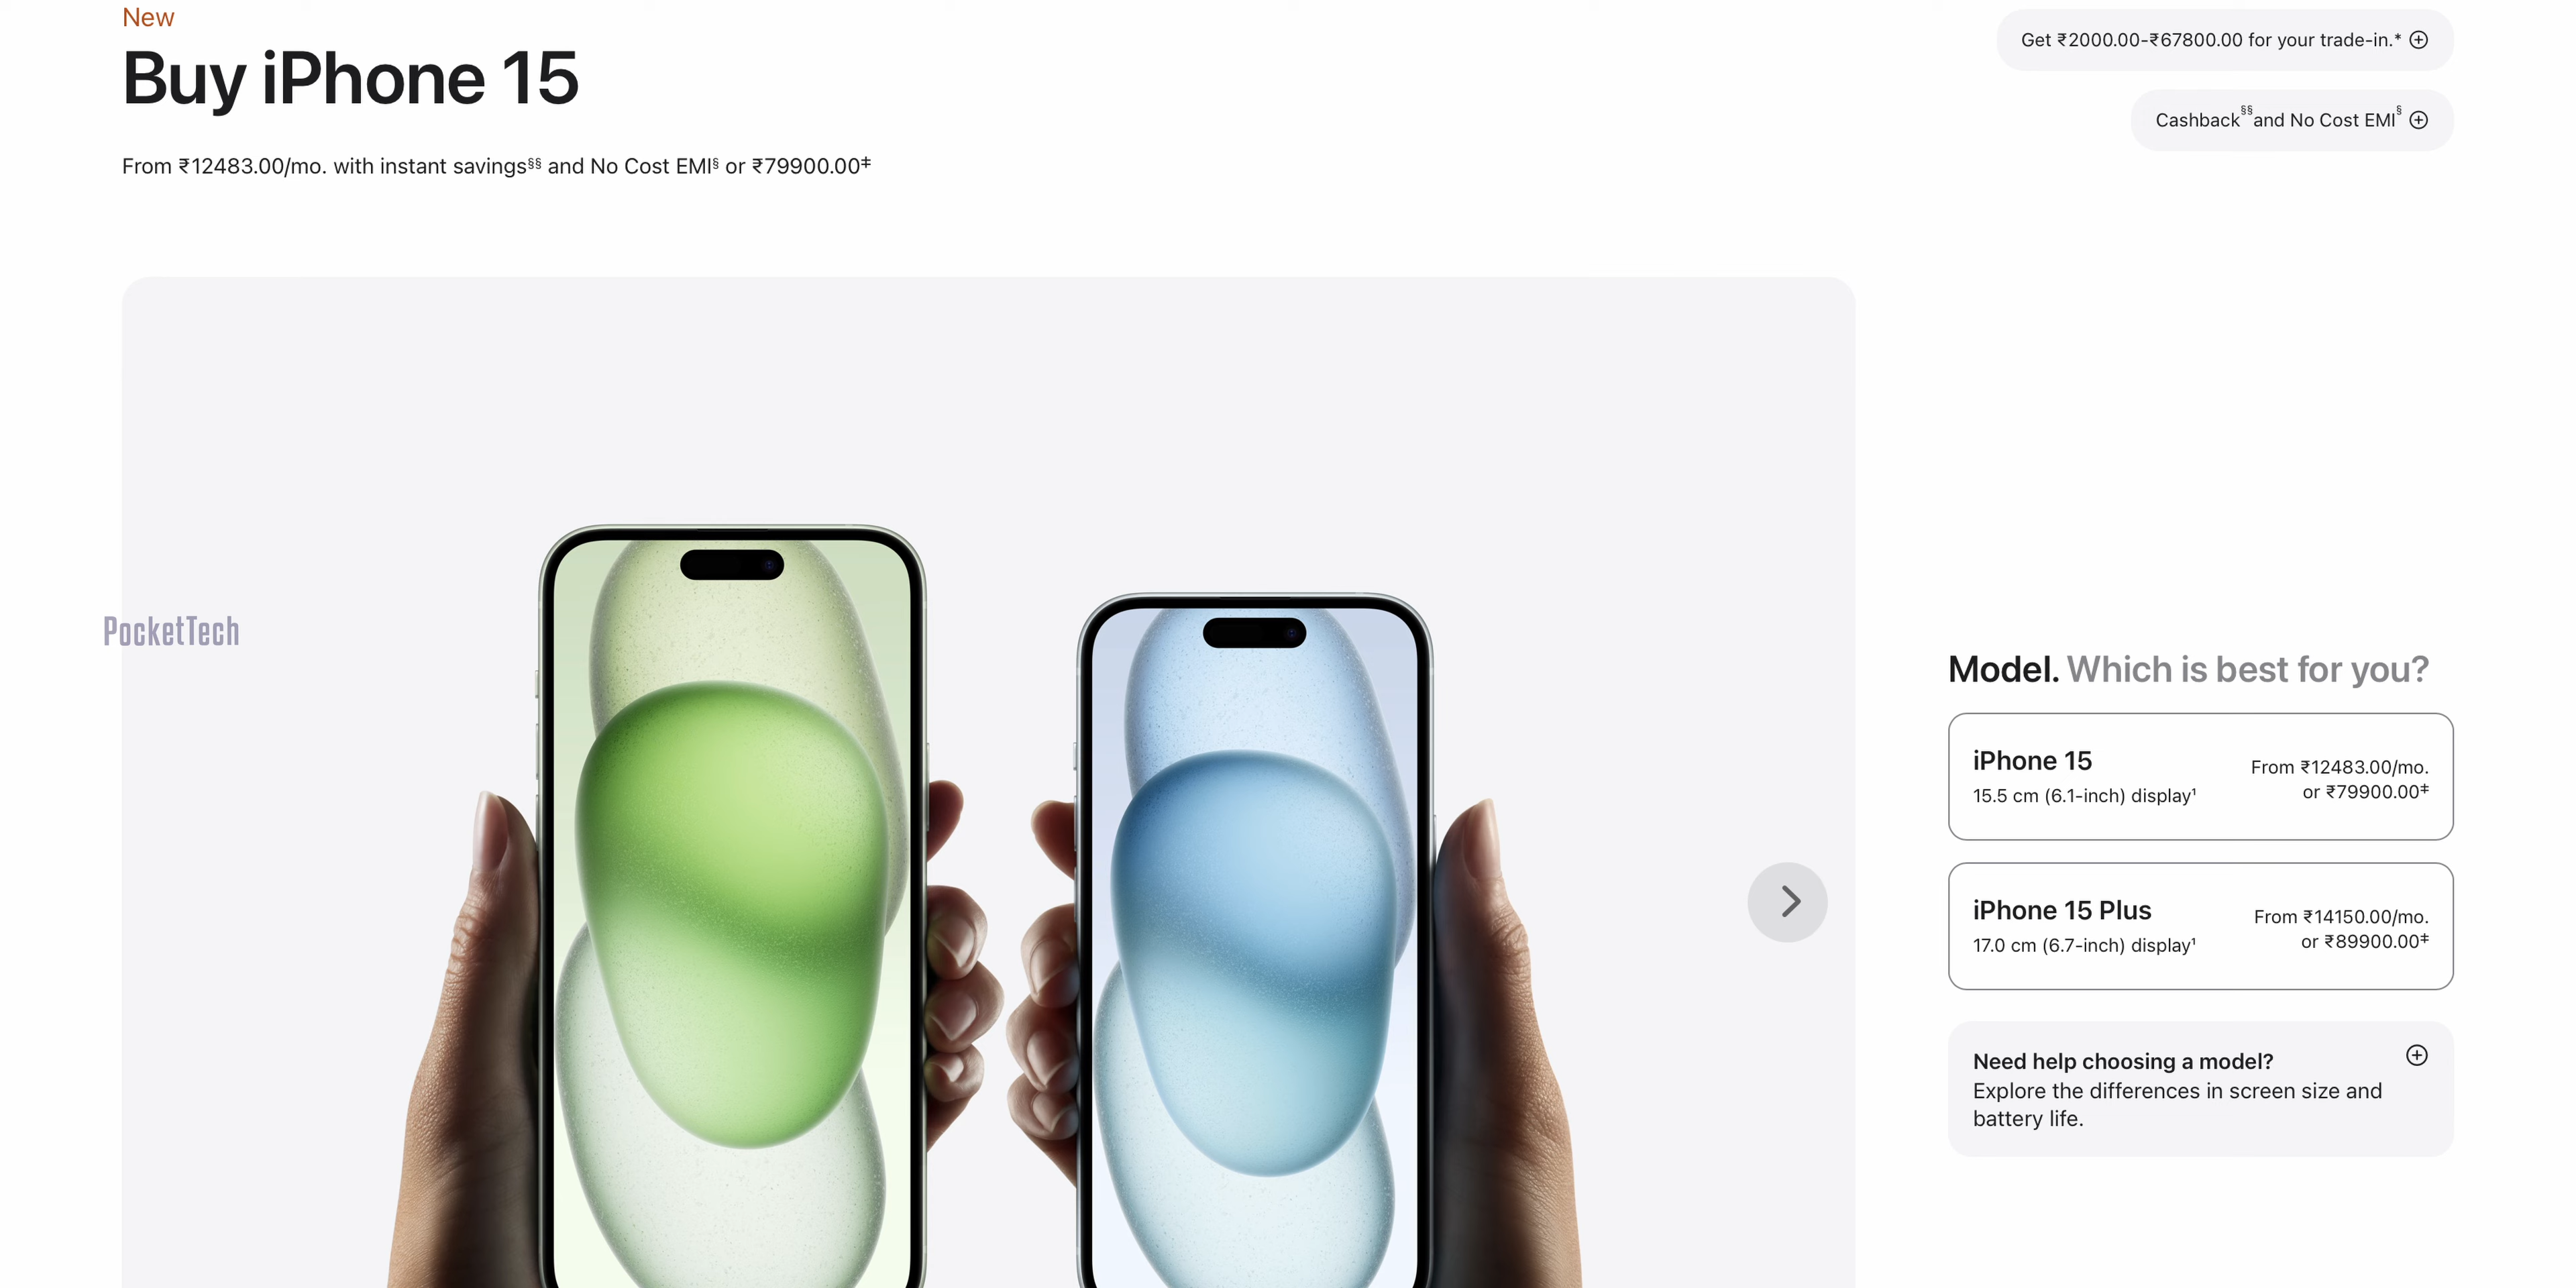 New
Buy iPhone 15
From ₹12483.00/mo. with instant savings§§ and No Cost EMI§ or ₹79900.00‡
Get ₹2000.00-₹67800.00 for your trade-in.*
Cashback§§ and No Cost EMI§
PocketTech
Model. Which is best for you?
iPhone 15
15.5 cm (6.1-inch) display¹
From ₹12483.00/mo.
or ₹79900.00‡
iPhone 15 Plus
17.0 cm (6.7-inch) display¹
From ₹14150.00/mo.
or ₹89900.00‡
Need help choosing a model?
Explore the differences in screen size and
battery life.